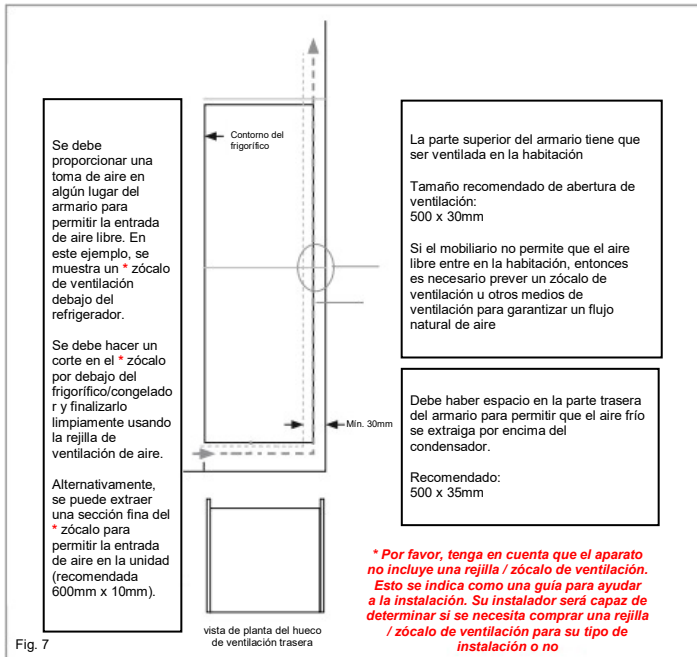 Se debe
proporcionar una
toma de aire en
algún lugar del
armario para
permitir la entrada
de aire libre. En
este ejemplo, se
muestra un * zócalo
de ventilación
debajo del
refrigerador.
Se debe hacer un
corte en el * zócalo
por debajo del
frigorífico/congelado
r y finalizarlo
limpiamente usando
la rejilla de
ventilación de aire.
Alternativamente,
se puede extraer
una sección fina del
* zócalo para
permitir la entrada
de aire en la unidad
(recomendada
600mm x 10mm).
Fig. 7
Contorno del
frigorífico
Mín. 30mm
vista de planta del hueco
de ventilación trasera
La parte superior del armario tiene que
ser ventilada en la habitación
Tamaño recomendado de abertura de
ventilación:
500 x 30mm
Si el mobiliario no permite que el aire
libre entre en la habitación, entonces
es necesario prever un zócalo de
ventilación u otros medios de
ventilación para garantizar un flujo
natural de aire
Debe haber espacio en la parte trasera
del armario para permitir que el aire frío
se extraiga por encima del
condensador.
Recomendado:
500 x 35mm
* Por favor, tenga en cuenta que el aparato
no incluye una rejilla / zócalo de ventilación.
Esto se indica como una guía para ayudar
a la instalación. Su instalador será capaz de
determinar si se necesita comprar una rejilla
/ zócalo de ventilación para su tipo de
instalación o no